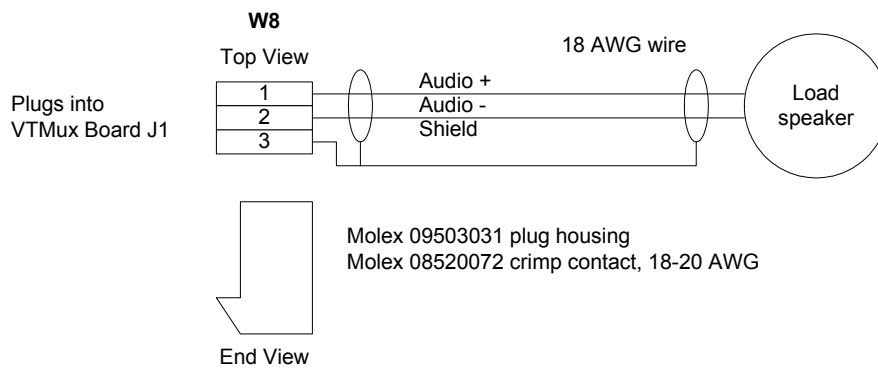 W8
Top View
18 AWG wire
Plugs into
VTMux Board J1
1
2
3
Audio +
Audio -
Shield
Load
speaker
Molex 09503031 plug housing
Molex 08520072 crimp contact, 18-20 AWG
End View